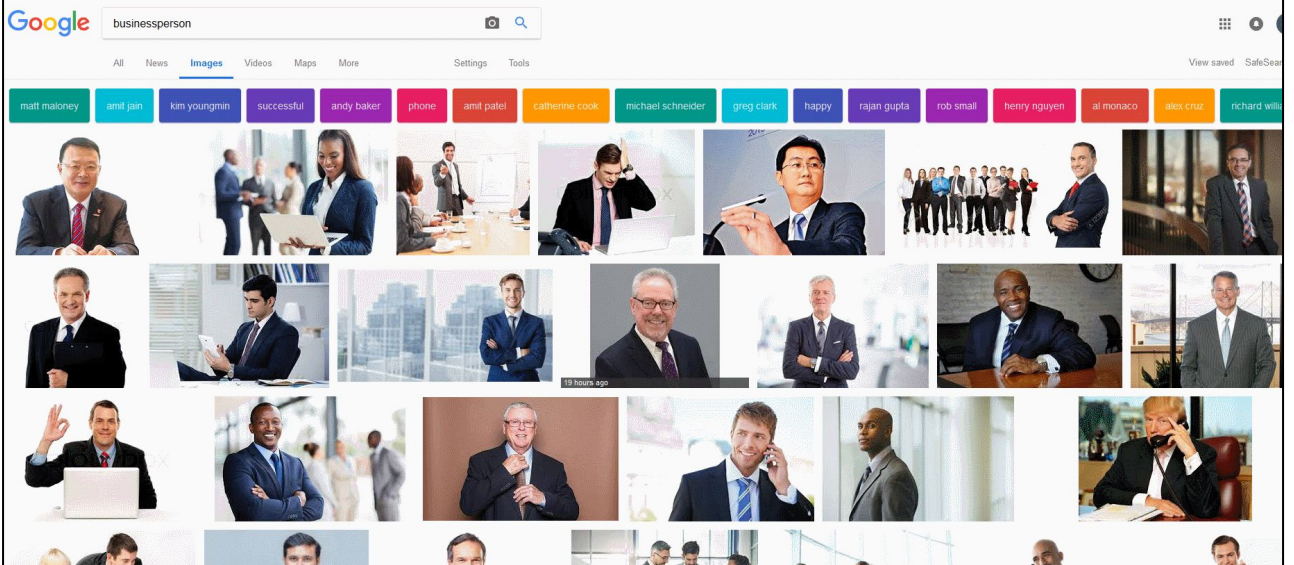 Google businessperson
All News Images Videos Maps More Settings Tools View saved
matt maloney amit jain kim youngmin successful andy baker phone amit patel catherine cook michael schneider greg clark happy rajan gupta rob small henry nguyen al monaco alex cruz richard
19 hours ago